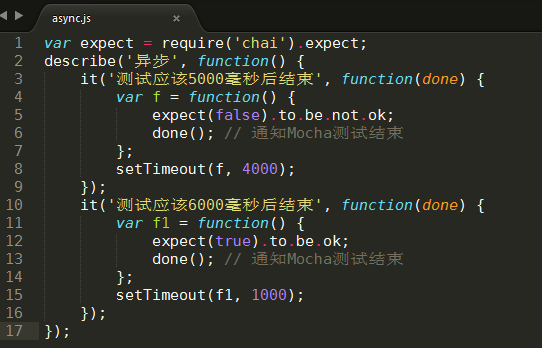 async.js ×
1 var expect = require('chai').expect;
2 describe('异步', function() {
3     it('测试应该5000毫秒后结束', function(done) {
4         var f = function() {
5             expect(false).to.be.not.ok;
6             done(); // 通知Mocha测试结束
7         };
8         setTimeout(f, 4000);
9     });
10     it('测试应该6000毫秒后结束', function(done) {
11         var f1 = function() {
12             expect(true).to.be.ok;
13             done(); // 通知Mocha测试结束
14         };
15         setTimeout(f1, 1000);
16     });
17 });